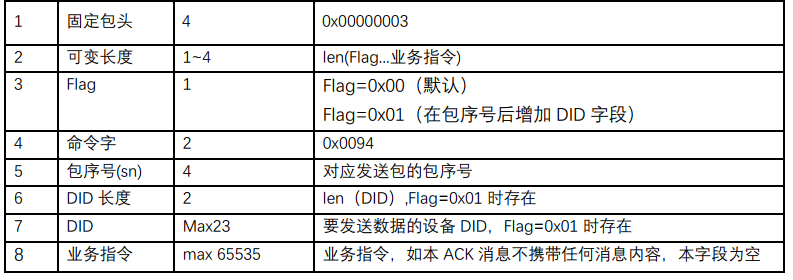 1 固定包头 4 0x00000003
2 可变长度 1~4 len(Flag...业务指令)
3 Flag 1 Flag=0x00（默认）
Flag=0x01（在包序号后增加 DID 字段）
4 命令字 2 0x0094
5 包序号(sn) 4 对应发送包的包序号
6 DID 长度 2 len（DID）,Flag=0x01 时存在
7 DID Max23 要发送数据的设备 DID，Flag=0x01 时存在
8 业务指令 max 65535 业务指令，如本 ACK 消息不携带任何消息内容，本字段为空